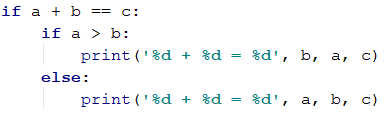 if a + b == c:
    if a > b:
        print('%d + %d = %d', b, a, c)
    else:
        print('%d + %d = %d', a, b, c)